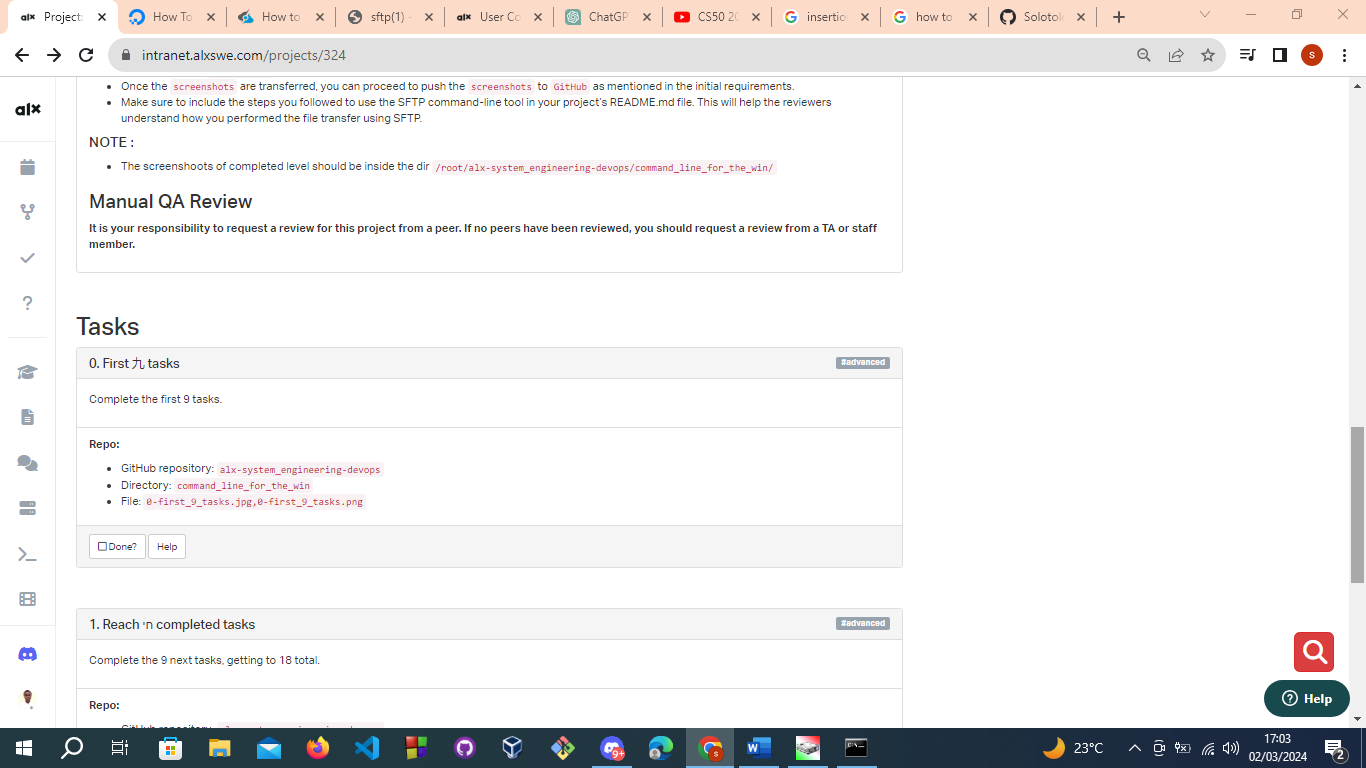 Project:
How To
How to
sftp(1) -
User Co
ChatGP
CS50 20
insertion
how to
Solotol
intranet.alxswe.com/projects/324
S
alx
Once the screenshots are transferred, you can proceed to push the screenshots to GitHub as mentioned in the initial requirements.
Make sure to include the steps you followed to use the SFTP command-line tool in your project's README.md file. This will help the reviewers
understand how you performed the file transfer using SFTP.
NOTE :
The screenshoots of completed level should be inside the dir /root/alx-system_engineering-devops/command_line_for_the_win/
Manual QA Review
It is your responsibility to request a review for this project from a peer. If no peers have been reviewed, you should request a review from a TA or staff
member.
Tasks
0. First 九 tasks
#advanced
Complete the first 9 tasks.
Repo:
GitHub repository: alx-system_engineering-devops
Directory: command_line_for_the_win
File: 0-first_9_tasks.jpg,0-first_9_tasks.png
Done?
Help
1. Reach חי completed tasks
#advanced
Complete the 9 next tasks, getting to 18 total.
Repo:
Help
23°C
17:03
02/03/2024
2